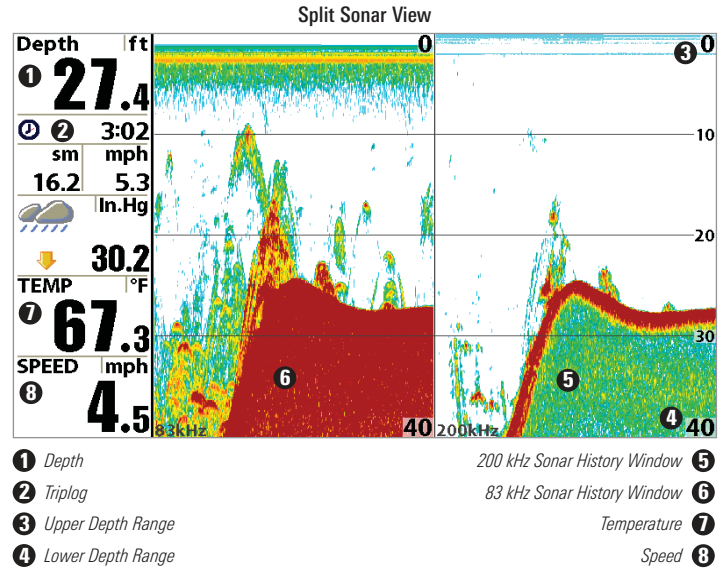 Split Sonar View
Depth ft
1 27.4
2 3:02
sm mph
16.2 5.3
In.Hg
30.2
TEMP °F
7 67.3
SPEED mph
8 4.5
0
83kHz
6
40
0
3
10
20
30
5
4
200kHz
40
1 Depth
2 Triplog
3 Upper Depth Range
4 Lower Depth Range
200 kHz Sonar History Window 5
83 kHz Sonar History Window 6
Temperature 7
Speed 8